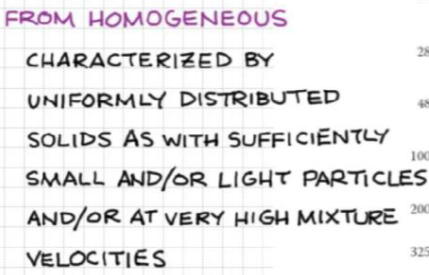 FROM HOMOGENEOUS
CHARACTERIZED BY
28
UNIFORMLY DISTRIBUTED
48
SOLIDS AS WITH SUFFICIENTLY
100
SMALL AND/OR LIGHT PARTICLES
AND/OR AT VERY HIGH MIXTURE
200
VELOCITIES
325